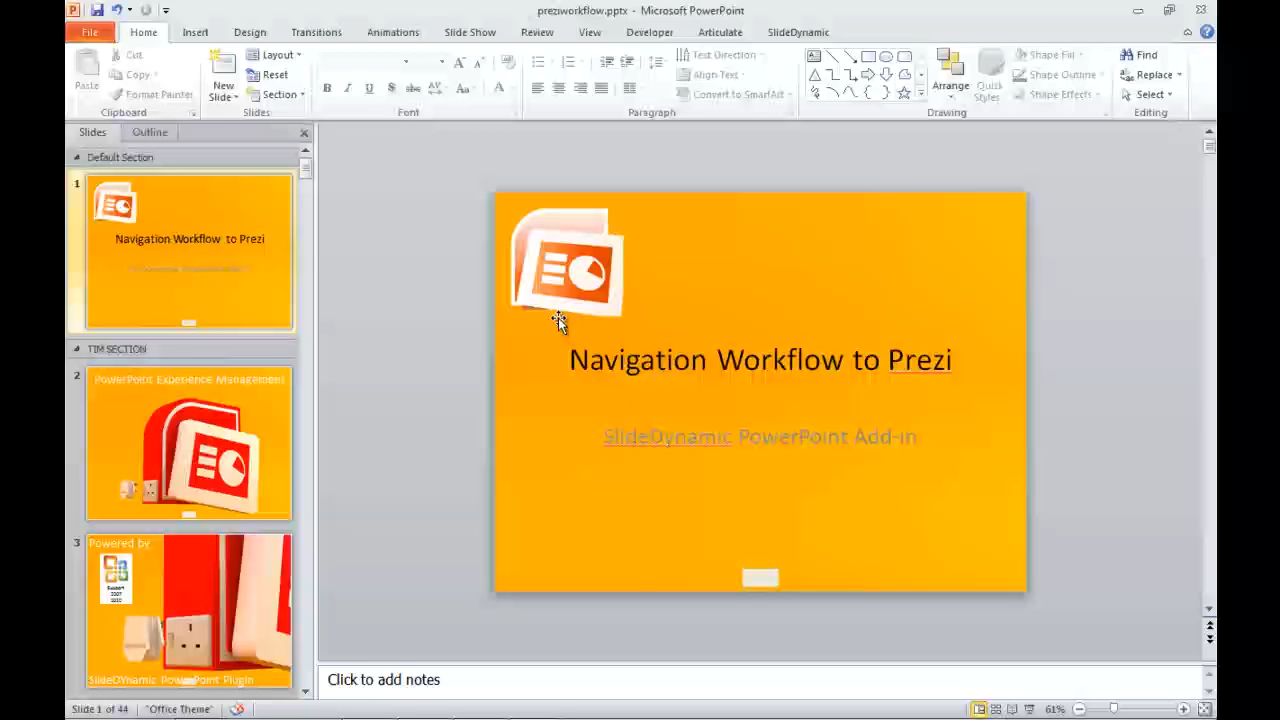 preziworkflow.pptx - Microsoft PowerPoint
File Home Insert Design Transitions Animations Slide Show Review View Developer Articulate SlideDynamic
Paste
Cut
Copy
Format Painter
Clipboard
New Slide
Layout
Reset
Section
Slides
Font
Text Direction
Align Text
Convert to SmartArt
Paragraph
Arrange
Quick Styles
Shape Fill
Shape Outline
Shape Effects
Drawing
Find
Replace
Select
Editing
Slides Outline
Default Section
1
Navigation Workflow to Prezi
TIM SECTION
2
PowerPoint Experience Management
3
Powered by
SlideDYnamic PowerPoint Plugin
Navigation Workflow to Prezi
SlideDynamic PowerPoint Add-in
Click to add notes
Slide 1 of 44 "Office Theme" 61%